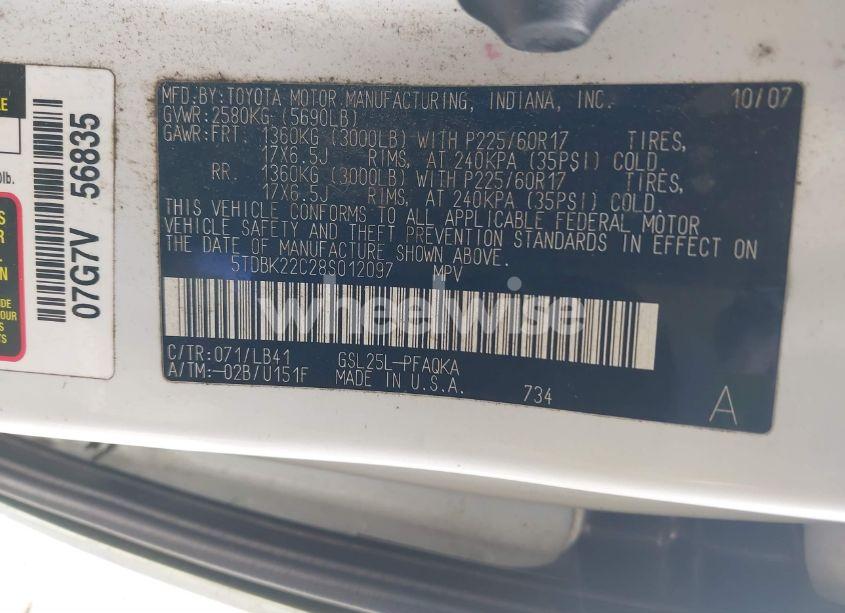 MFD.BY:TOYOTA MOTOR MANUFACTURING, INDIANA, INC. 10/07
GVWR:2580KG (5690LB)
GAWR:FRT. 1360KG (3000LB) WITH P225/60R17 TIRES,
17X6.5J RIMS, AT 240KPA (35PSI) COLD.
RR. 1360KG (3000LB) WITH P225/60R17 TIRES,
17X6.5J RIMS, AT 240KPA (35PSI) COLD.
THIS VEHICLE CONFORMS TO ALL APPLICABLE FEDERAL MOTOR
VEHICLE SAFETY AND THEFT PREVENTION STANDARDS IN EFFECT ON
THE DATE OF MANUFACTURE SHOWN ABOVE.
5TDBK22C28S012097 MPV
C/TR:071/LB41 GSL25L-PFAQKA
A/TM:-02B/U151F MADE IN U.S.A. 734 A
07G7V 56835
wheelwise